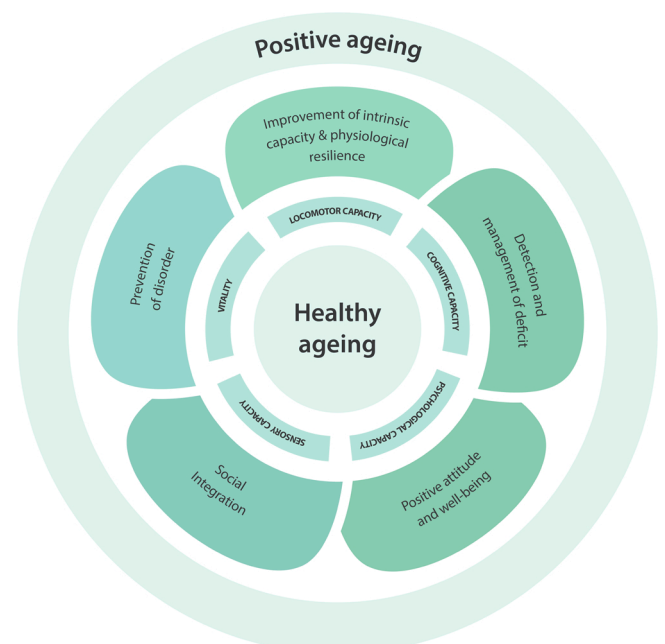 Positive ageing
Improvement of intrinsic
capacity & physiological
resilience
Detection and
management of deficit
Positive attitude
and well-being
Social
Integration
Prevention
of disorder
LOCOMOTOR CAPACITY
COGNITIVE CAPACITY
PSYCHOLOGICAL CAPACITY
SENSORY CAPACITY
VITALITY
Healthy
ageing